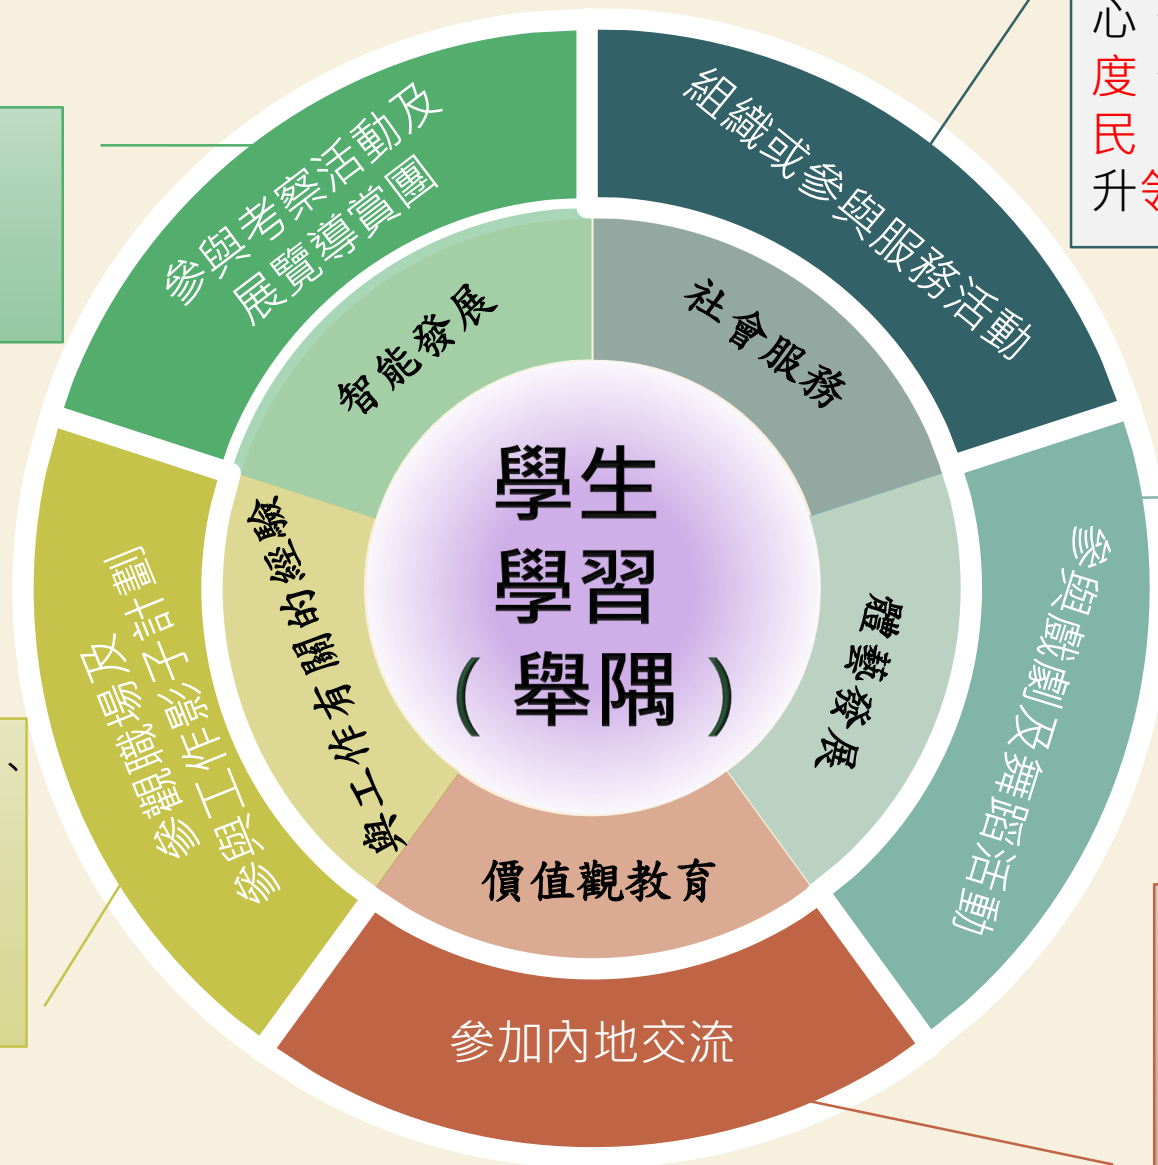 心
度
民
升領
參與考察活動及
展覽導賞團
組織或參與服務活動
智能發展
社會服務
學生
學習
（舉隅）
與工作有關的經驗
體藝發展
參觀職場及
參與工作影子計劃
參與戲劇及舞蹈活動
、
價值觀教育
參加內地交流